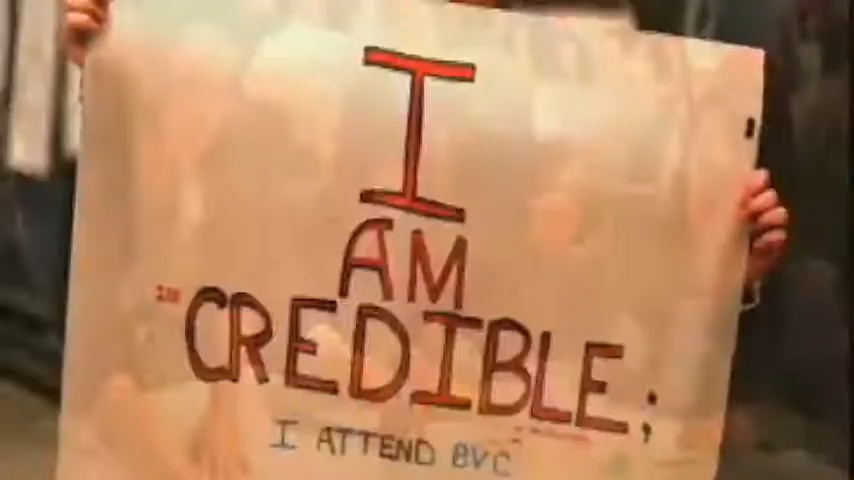 I
AM
CREDIBLE;
I ATTEND BVC